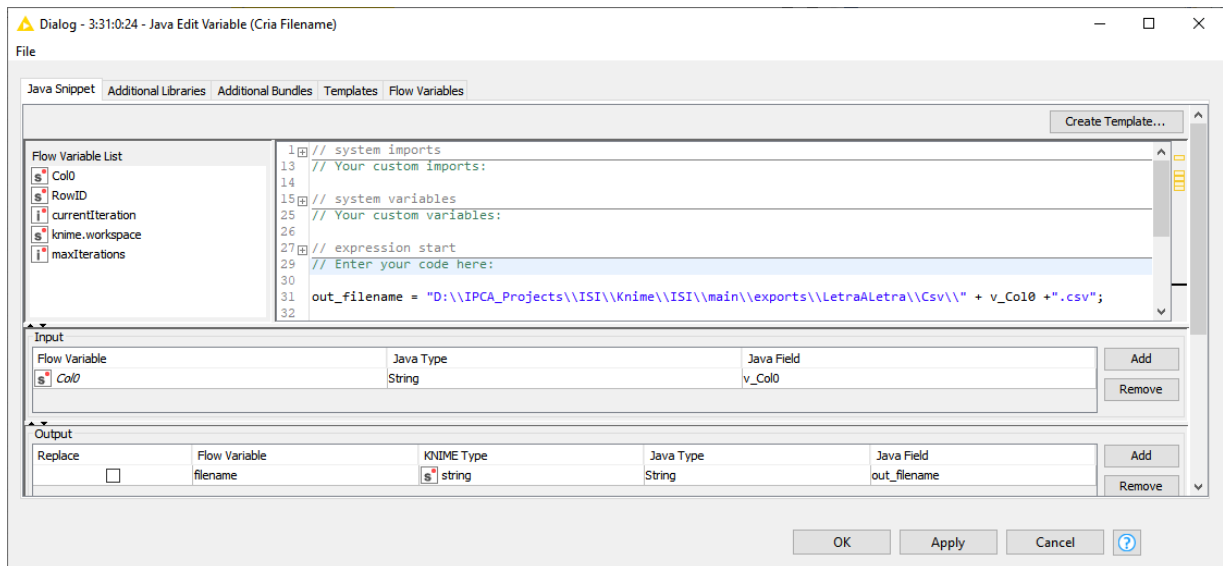 Dialog - 3:31:0:24 - Java Edit Variable (Cria Filename)
File
Java Snippet Additional Libraries Additional Bundles Templates Flow Variables
Create Template...
Flow Variable List
s Col0
s RowID
i currentIteration
s knime.workspace
i maxIterations
1 // system imports
13 // Your custom imports:
14
15 // system variables
25 // Your custom variables:
26
27 // expression start
29 // Enter your code here:
30
31 out_filename = "D:\\IPCA_Projects\\ISI\\Knime\\ISI\\main\\exports\\LetraALetra\\Csv\\" + v_Col0 +".csv";
32
Input
Flow Variable Java Type Java Field
s Col0 String v_Col0
Add
Remove
Output
Replace Flow Variable KNIME Type Java Type Java Field
filename s string String out_filename
Add
Remove
OK Apply Cancel ?